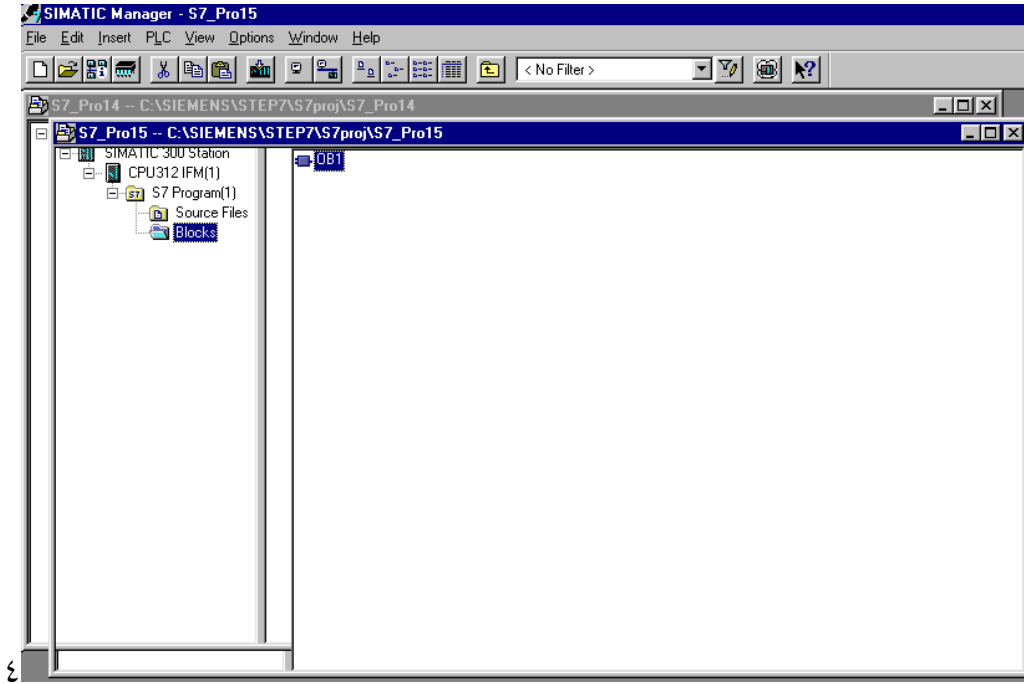 SIMATIC Manager - S7_Pro15
File Edit Insert PLC View Options Window Help
< No Filter >
S7_Pro14 -- C:\SIEMENS\STEP7\S7proj\S7_Pro14
S7_Pro15 -- C:\SIEMENS\STEP7\S7proj\S7_Pro15
SIMATIC 300 Station
OB1
CPU312 IFM(1)
S7 Program(1)
Source Files
Blocks
٤